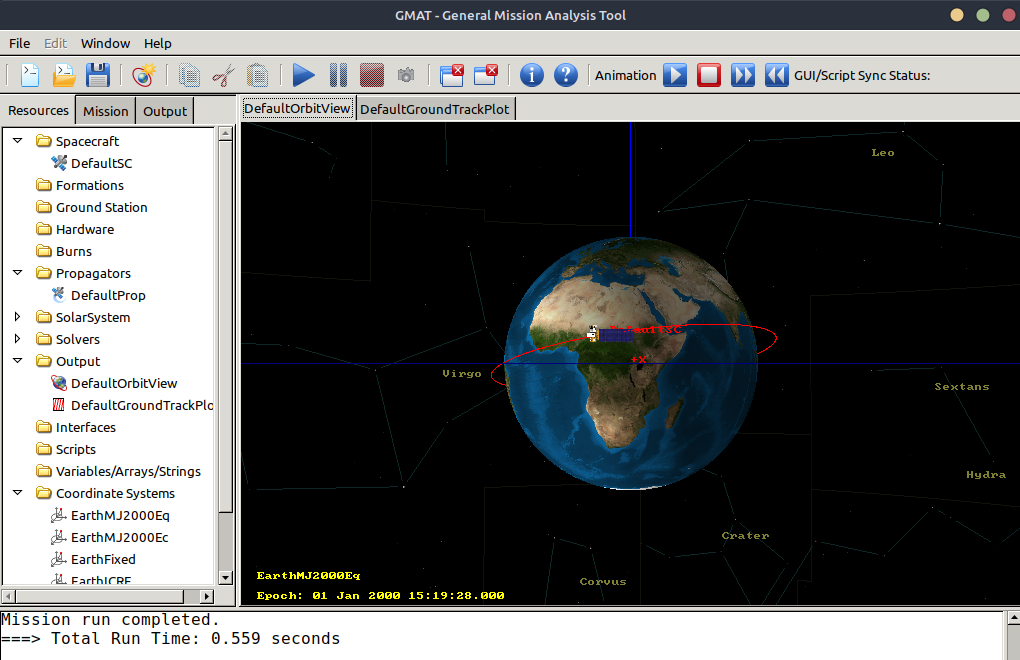 GMAT - General Mission Analysis Tool
File Edit Window Help
Animation GUI/Script Sync Status:
Resources Mission Output
DefaultOrbitView DefaultGroundTrackPlot
Spacecraft
DefaultSC
Formations
Ground Station
Hardware
Burns
Propagators
DefaultProp
SolarSystem
Solvers
Output
DefaultOrbitView
DefaultGroundTrackPlo
Interfaces
Scripts
Variables/Arrays/Strings
Coordinate Systems
EarthMJ2000Eq
EarthMJ2000Ec
EarthFixed
EarthICRF
Leo
DefaultSC
+X
Virgo
Sextans
Hydra
Crater
Corvus
EarthMJ2000Eq
Epoch: 01 Jan 2000 15:19:28.000
Mission run completed.
===> Total Run Time: 0.559 seconds